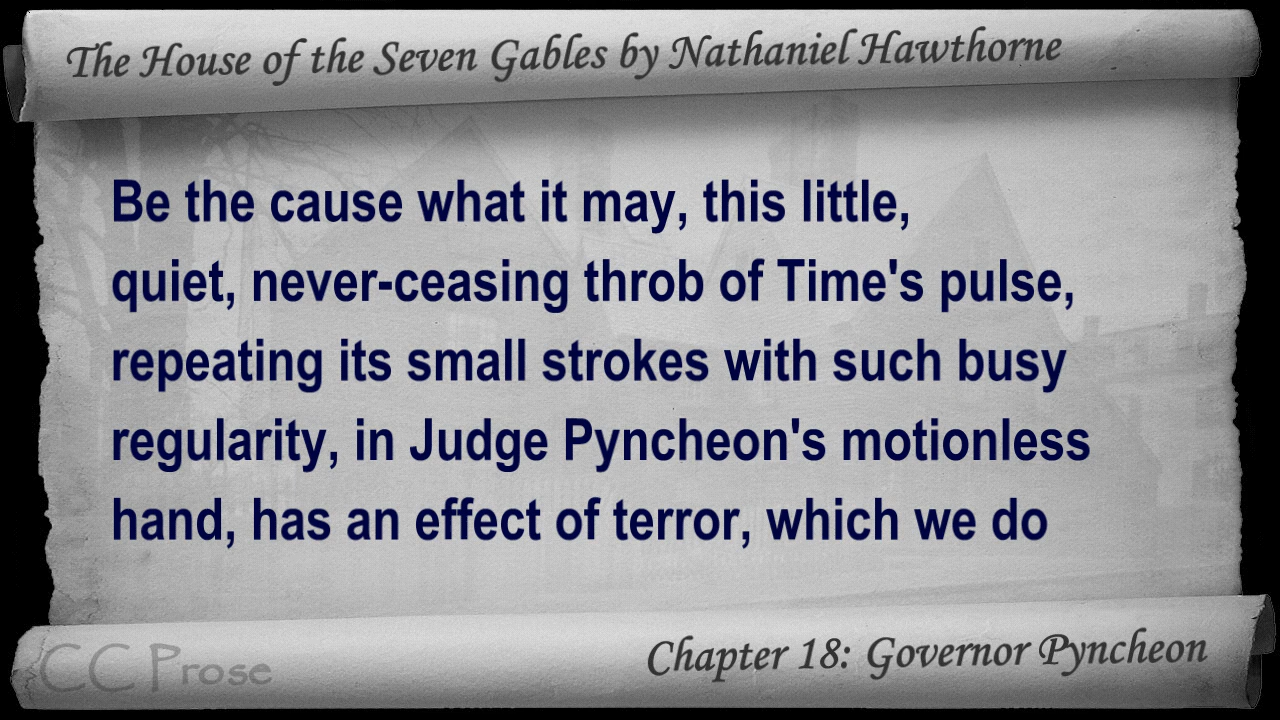 The House of the Seven Gables by Nathaniel Hawthorne
Be the cause what it may, this little,
quiet, never-ceasing throb of Time's pulse,
repeating its small strokes with such busy
regularity, in Judge Pyncheon's motionless
hand, has an effect of terror, which we do
CC Prose
Chapter 18: Governor Pyncheon